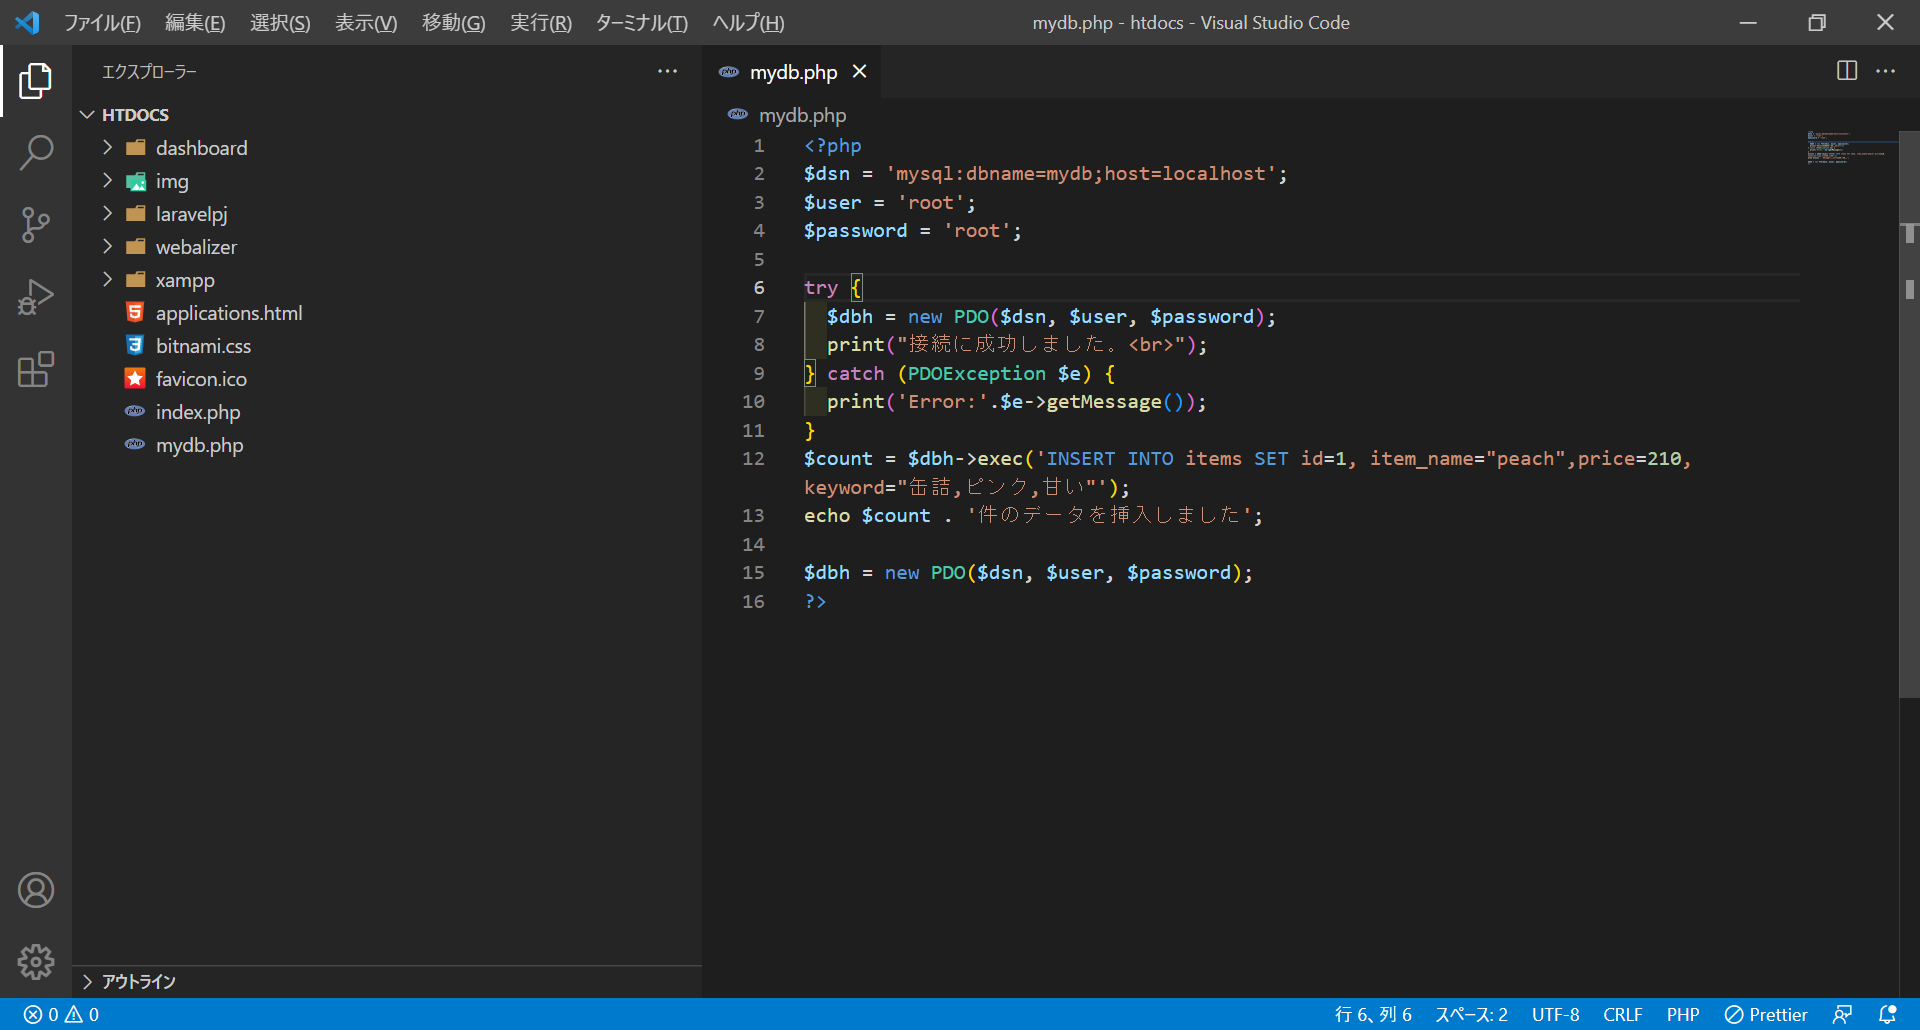 ファイル(F) 編集(E) 選択(S) 表示(V) 移動(G) 実行(R) ターミナル(T) ヘルプ(H) mydb.php - htdocs - Visual Studio Code
エクスプローラー
HTDOCS
dashboard
img
laravelpj
webalizer
xampp
applications.html
bitnami.css
favicon.ico
index.php
mydb.php
アウトライン
mydb.php
mydb.php
1 <?php
2 $dsn = 'mysql:dbname=mydb;host=localhost';
3 $user = 'root';
4 $password = 'root';
5
6 try {
7 $dbh = new PDO($dsn, $user, $password);
8 print("接続に成功しました。<br>");
9 } catch (PDOException $e) {
10 print('Error:'.$e->getMessage());
11 }
12 $count = $dbh->exec('INSERT INTO items SET id=1, item_name="peach",price=210,
keyword="缶詰,ピンク,甘い"');
13 echo $count . '件のデータを挿入しました';
14
15 $dbh = new PDO($dsn, $user, $password);
16 ?>
0 0 行 6、列 6 スペース: 2 UTF-8 CRLF PHP Prettier